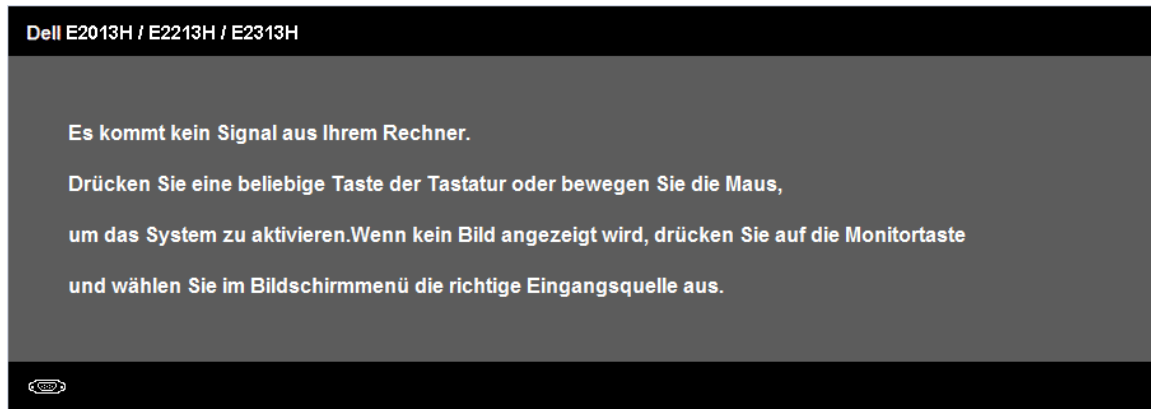 Dell E2013H / E2213H / E2313H
Es kommt kein Signal aus Ihrem Rechner.
Drücken Sie eine beliebige Taste der Tastatur oder bewegen Sie die Maus,
um das System zu aktivieren.Wenn kein Bild angezeigt wird, drücken Sie auf die Monitortaste
und wählen Sie im Bildschirmmenü die richtige Eingangsquelle aus.